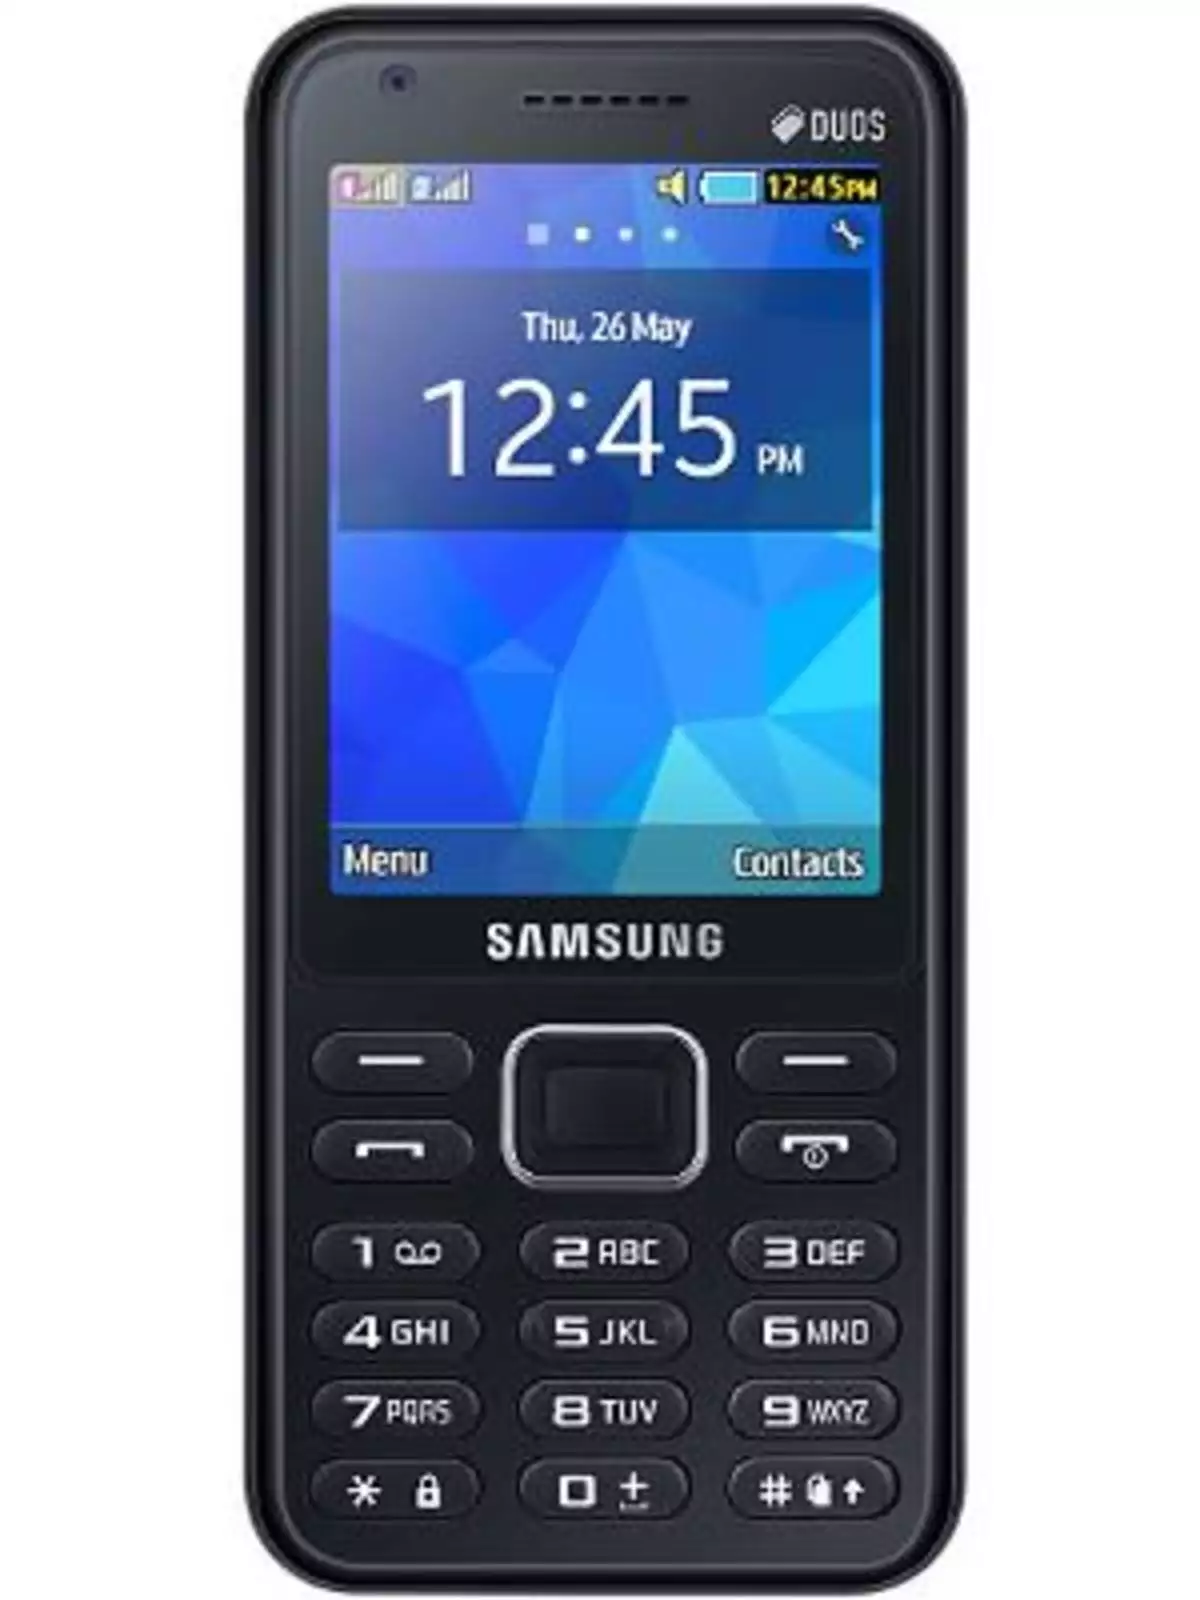 DUOS
12:45PM
Thu, 26 May
12:45 PM
Menu Contacts
SAMSUNG
1 2 ABC 3 DEF
4 GHI 5 JKL 6 MNO
7 PQRS 8 TUV 9 WXYZ
* 0 + #